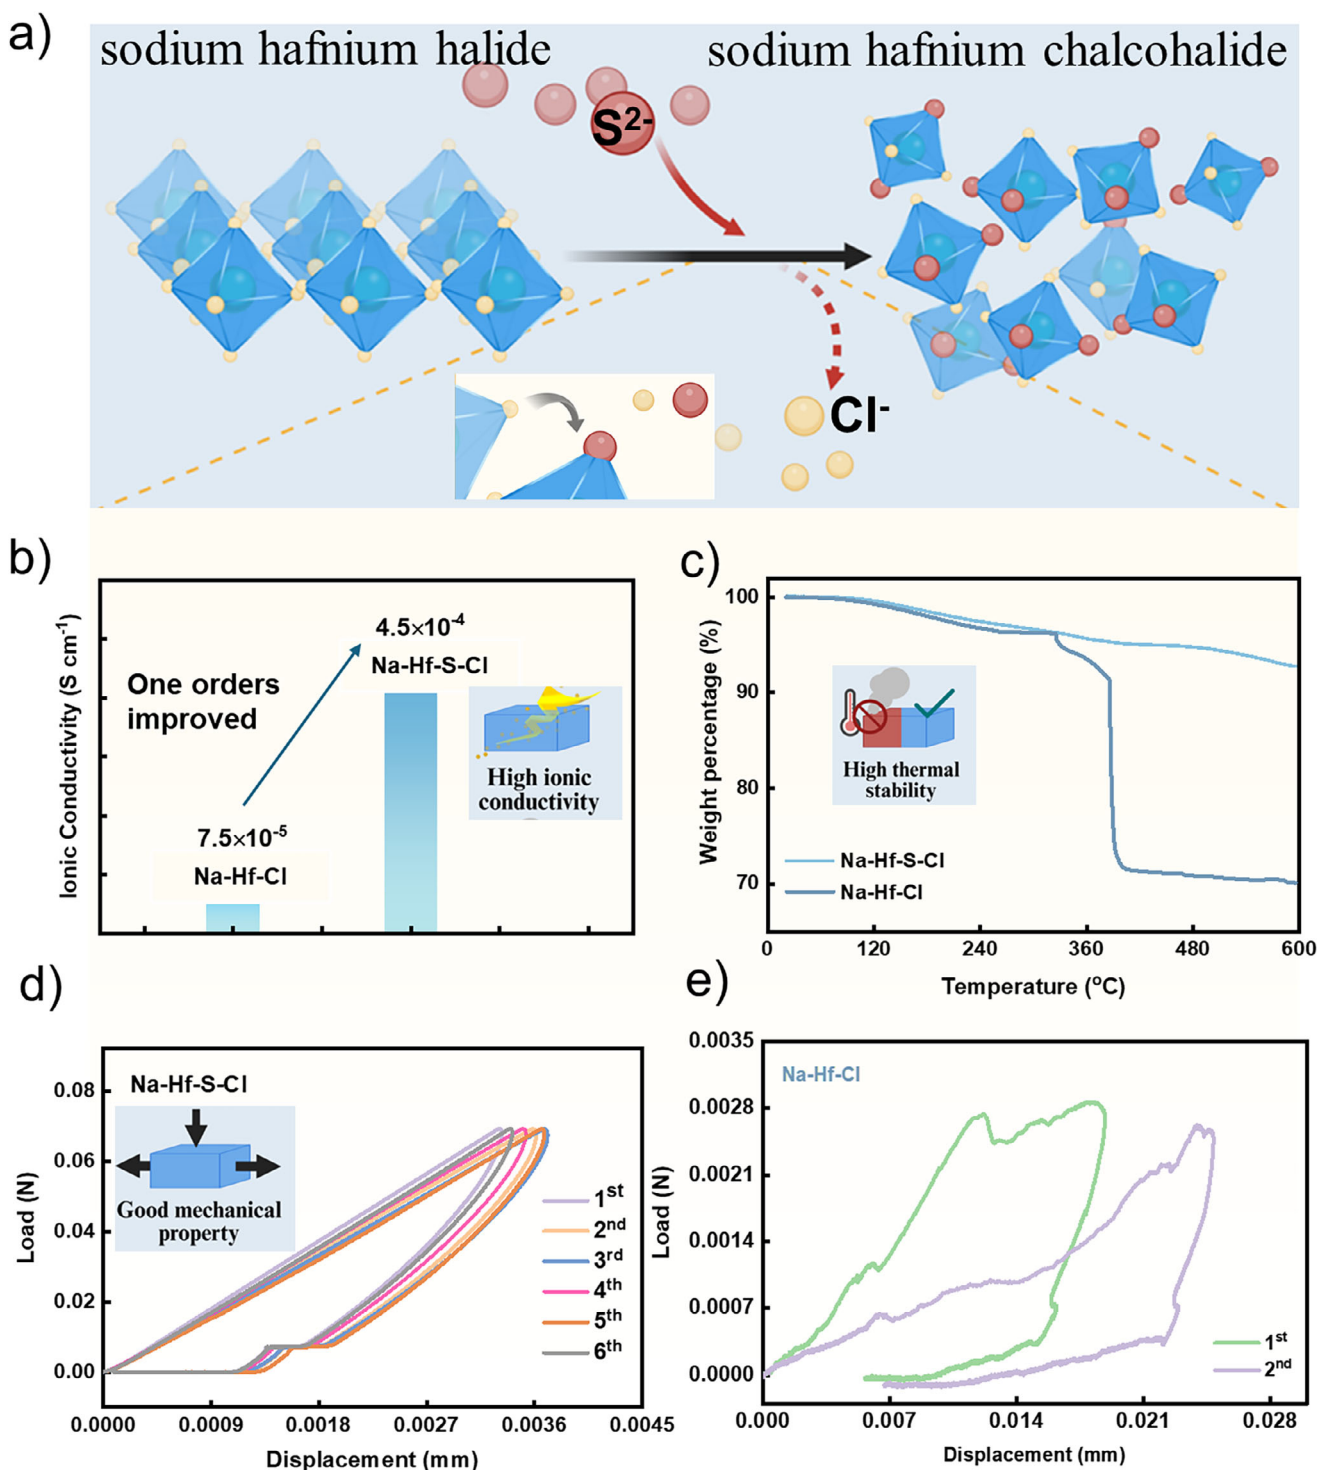 a)
sodium hafnium halide
sodium hafnium chalcohalide
S²⁻
Cl⁻
b)
Ionic Conductivity (S cm⁻¹)
One orders
improved
4.5×10⁻⁴
Na-Hf-S-Cl
7.5×10⁻⁵
Na-Hf-Cl
High ionic
conductivity
c)
Weight percentage (%)
100
90
80
70
High thermal
stability
Na-Hf-S-Cl
Na-Hf-Cl
0
120
240
360
480
600
Temperature (°C)
d)
Load (N)
0.08
0.06
0.04
0.02
0.00
Na-Hf-S-Cl
Good mechanical
property
1ˢᵗ
2ⁿᵈ
3ʳᵈ
4ᵗʰ
5ᵗʰ
6ᵗʰ
0.0000
0.0009
0.0018
0.0027
0.0036
0.0045
Displacement (mm)
e)
Load (N)
0.0035
0.0028
0.0021
0.0014
0.0007
0.0000
Na-Hf-Cl
1ˢᵗ
2ⁿᵈ
0.000
0.007
0.014
0.021
0.028
Displacement (mm)